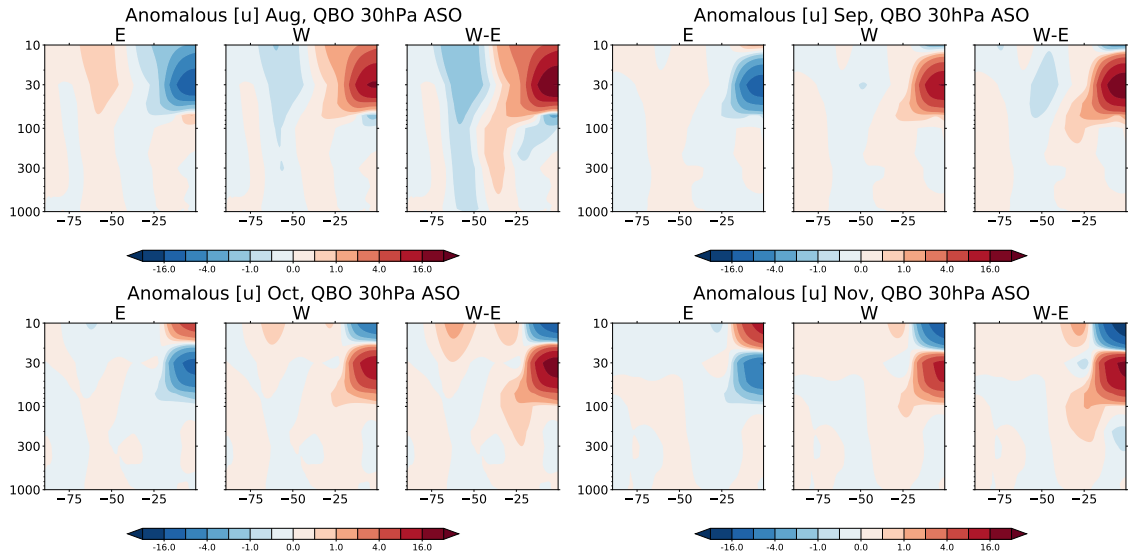 Anomalous [u] Aug, QBO 30hPa ASO
E W W-E
10
30
100
300
1000
−75 −50 −25 −75 −50 −25 −75 −50 −25
-16.0 -4.0 -1.0 0.0 1.0 4.0 16.0
Anomalous [u] Sep, QBO 30hPa ASO
E W W-E
10
30
100
300
1000
−75 −50 −25 −75 −50 −25 −75 −50 −25
-16.0 -4.0 -1.0 0.0 1.0 4.0 16.0
Anomalous [u] Oct, QBO 30hPa ASO
E W W-E
10
30
100
300
1000
−75 −50 −25 −75 −50 −25 −75 −50 −25
-16.0 -4.0 -1.0 0.0 1.0 4.0 16.0
Anomalous [u] Nov, QBO 30hPa ASO
E W W-E
10
30
100
300
1000
−75 −50 −25 −75 −50 −25 −75 −50 −25
-16.0 -4.0 -1.0 0.0 1.0 4.0 16.0